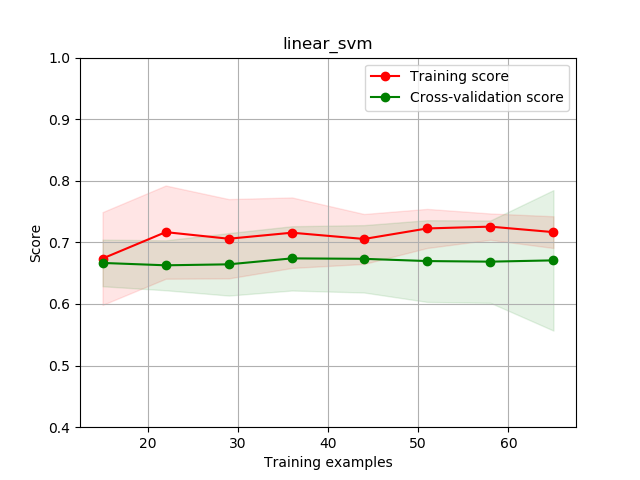 linear_svm
1.0
0.9
0.8
0.7
0.6
0.5
0.4
Score
Training score
Cross-validation score
20 30 40 50 60
Training examples